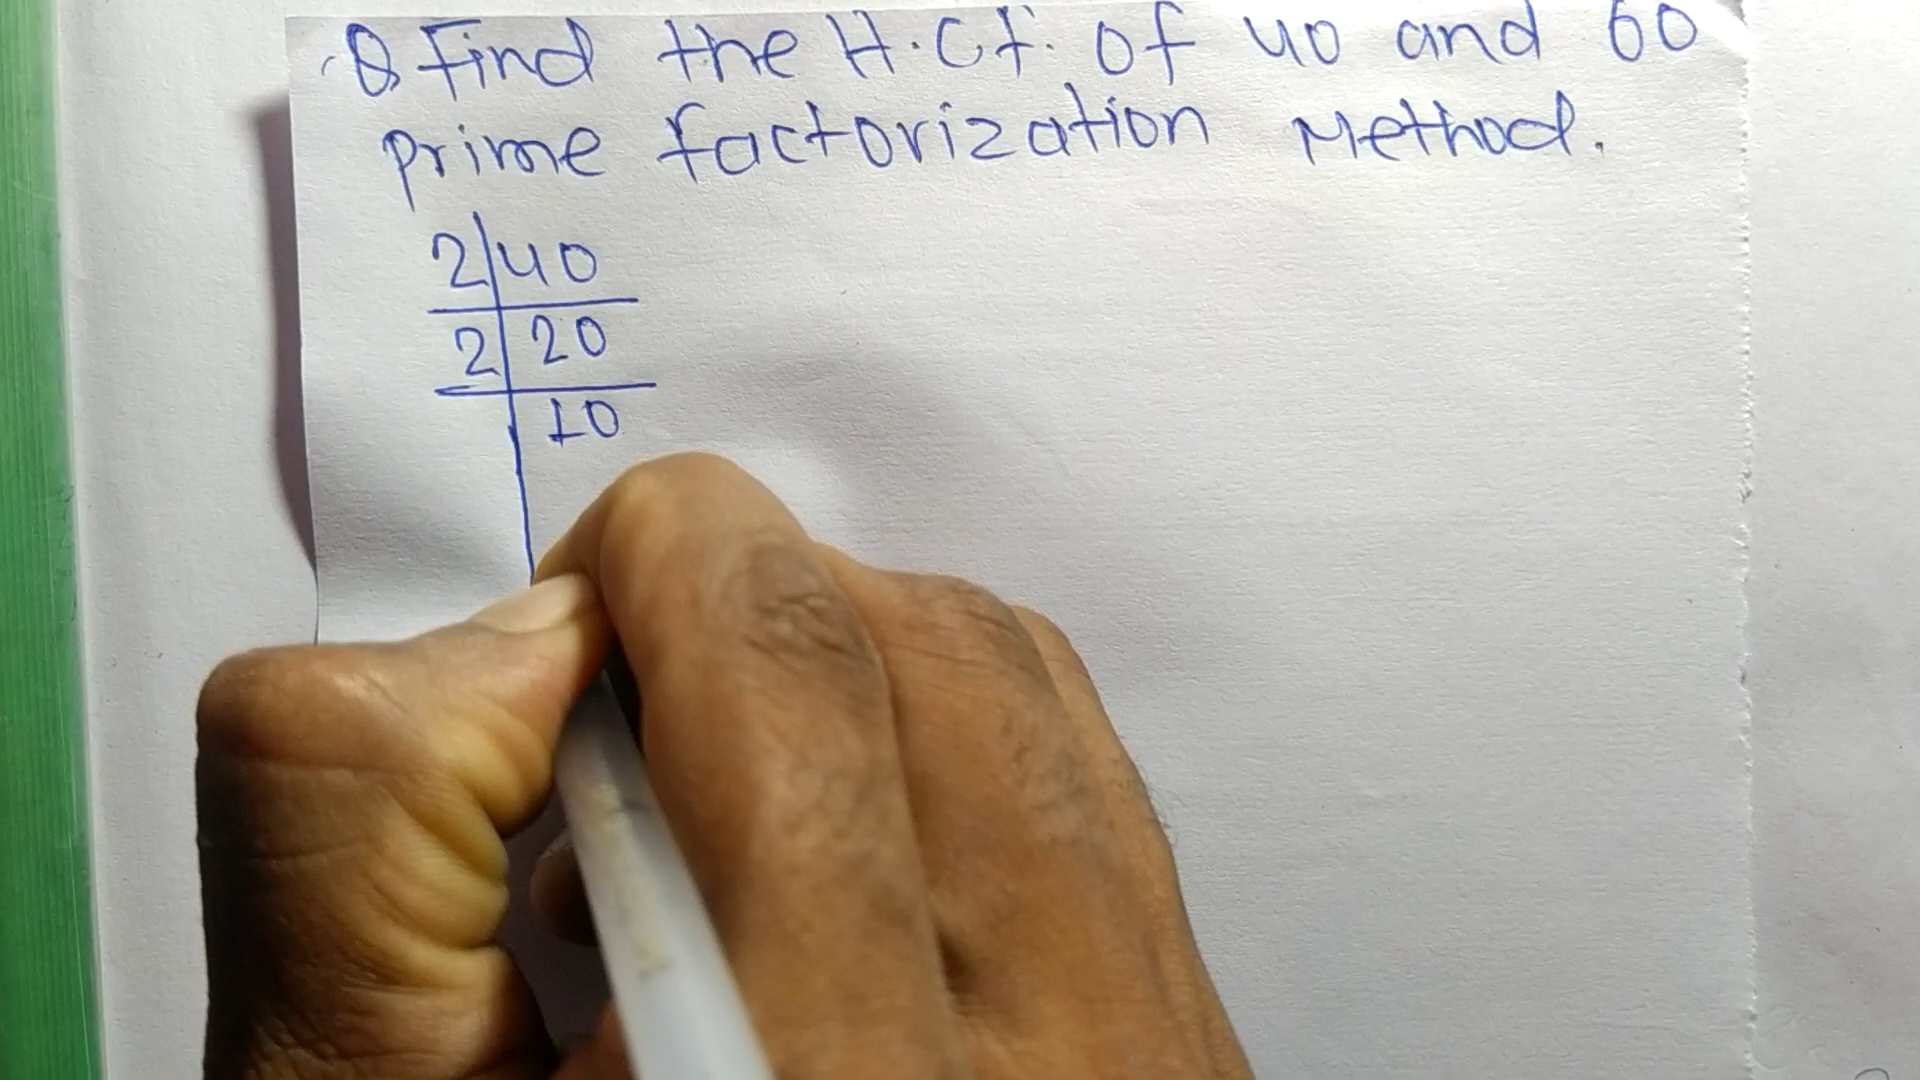 Q Find the H.C.f. of 40 and 60
prime factorization Method.
2 40
2 20
10